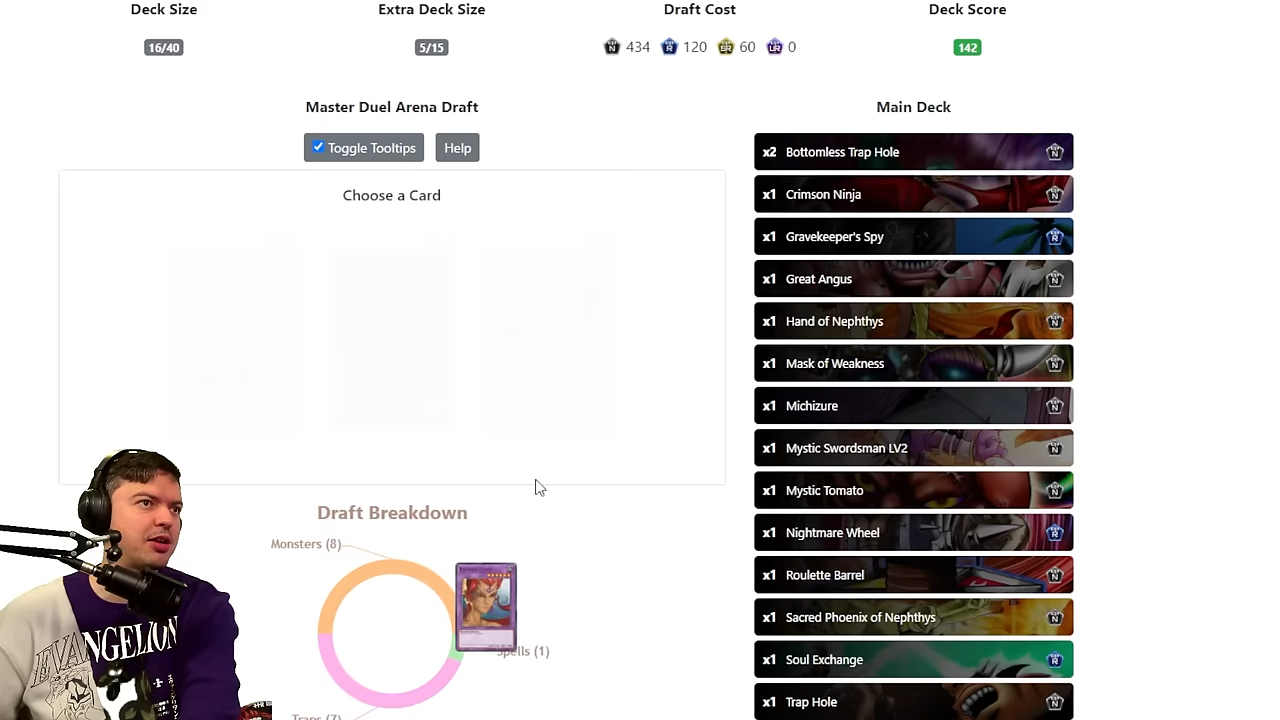 Deck Size
Extra Deck Size
Draft Cost
Deck Score
16/40
5/15
N 434 R 120 SR 60 UR 0
142
Master Duel Arena Draft
Main Deck
Toggle Tooltips
Help
Choose a Card
x2 Bottomless Trap Hole N
x1 Crimson Ninja N
x1 Gravekeeper's Spy R
x1 Great Angus N
x1 Hand of Nephthys N
x1 Mask of Weakness N
x1 Michizure N
x1 Mystic Swordsman LV2 N
x1 Mystic Tomato N
x1 Nightmare Wheel R
x1 Roulette Barrel N
x1 Sacred Phoenix of Nephthys N
x1 Soul Exchange R
x1 Trap Hole N
Draft Breakdown
Monsters (8)
Spells (1)
Traps (7)